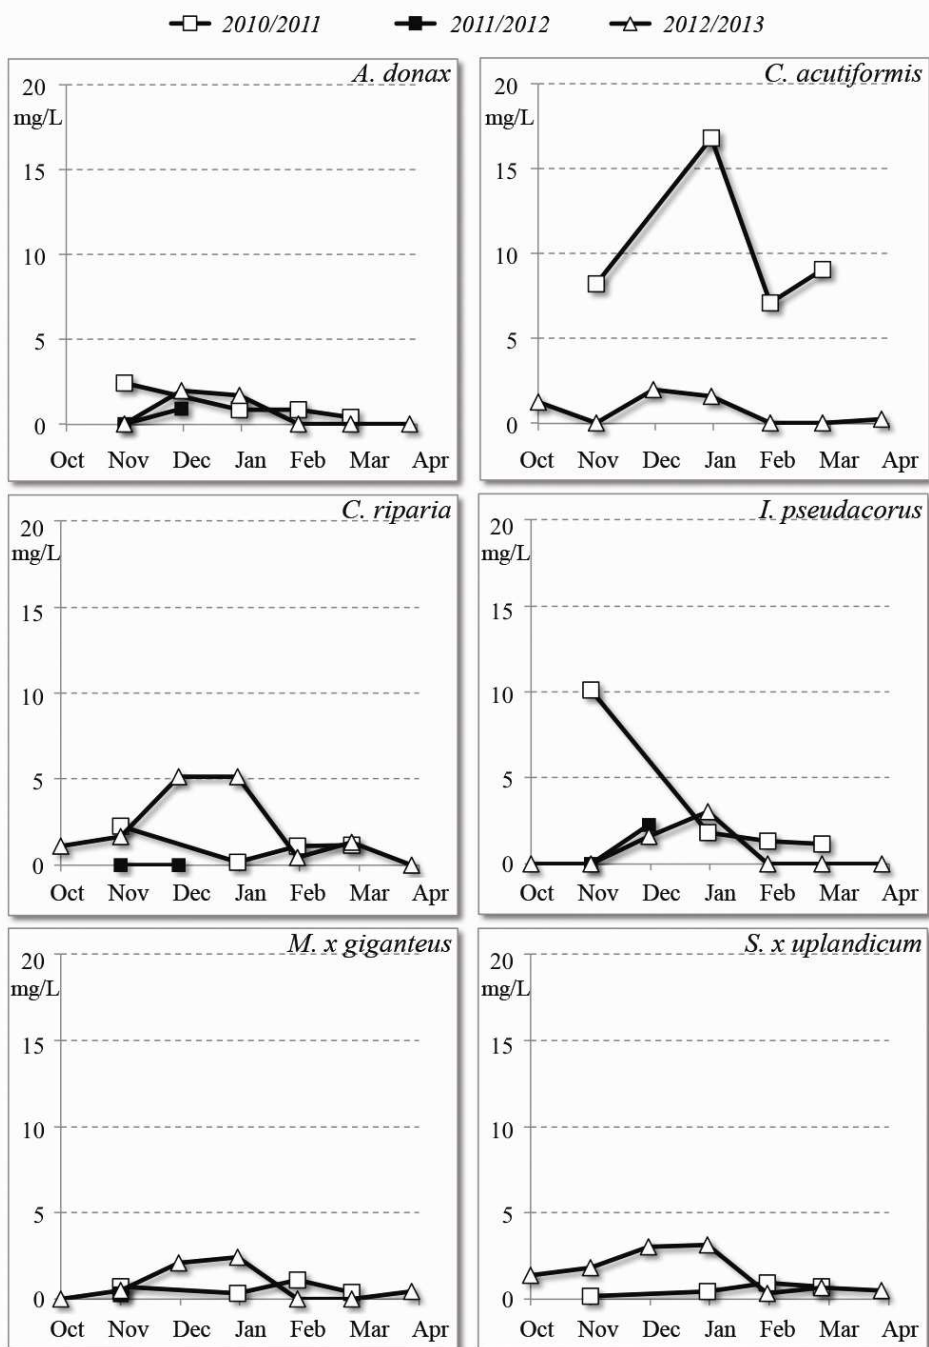 2010/2011 2011/2012 2012/2013
A. donax
20
mg/L
15
10
5
0
Oct Nov Dec Jan Feb Mar Apr
C. acutiformis
20
mg/L
15
10
5
0
Oct Nov Dec Jan Feb Mar Apr
C. riparia
20
mg/L
15
10
5
0
Oct Nov Dec Jan Feb Mar Apr
I. pseudacorus
20
mg/L
15
10
5
0
Oct Nov Dec Jan Feb Mar Apr
M. x giganteus
20
mg/L
15
10
5
0
Oct Nov Dec Jan Feb Mar Apr
S. x uplandicum
20
mg/L
15
10
5
0
Oct Nov Dec Jan Feb Mar Apr